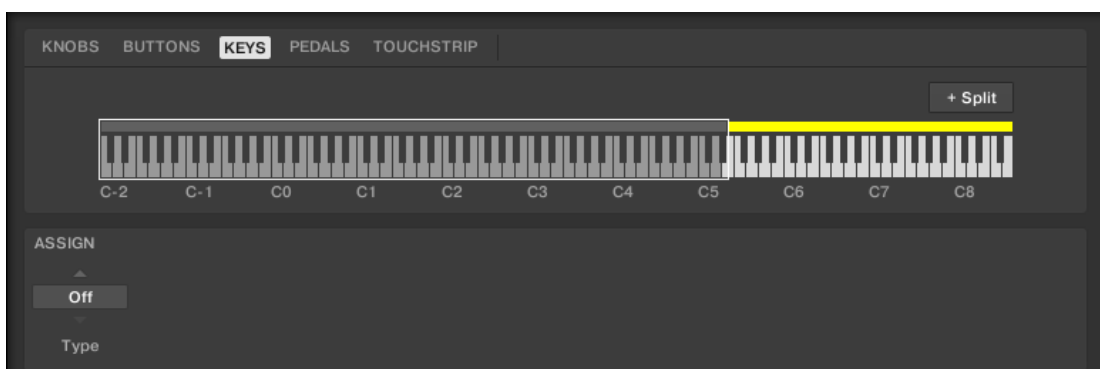 KNOBS BUTTONS KEYS PEDALS TOUCHSTRIP
+ Split
C-2 C-1 C0 C1 C2 C3 C4 C5 C6 C7 C8
ASSIGN
Off
Type